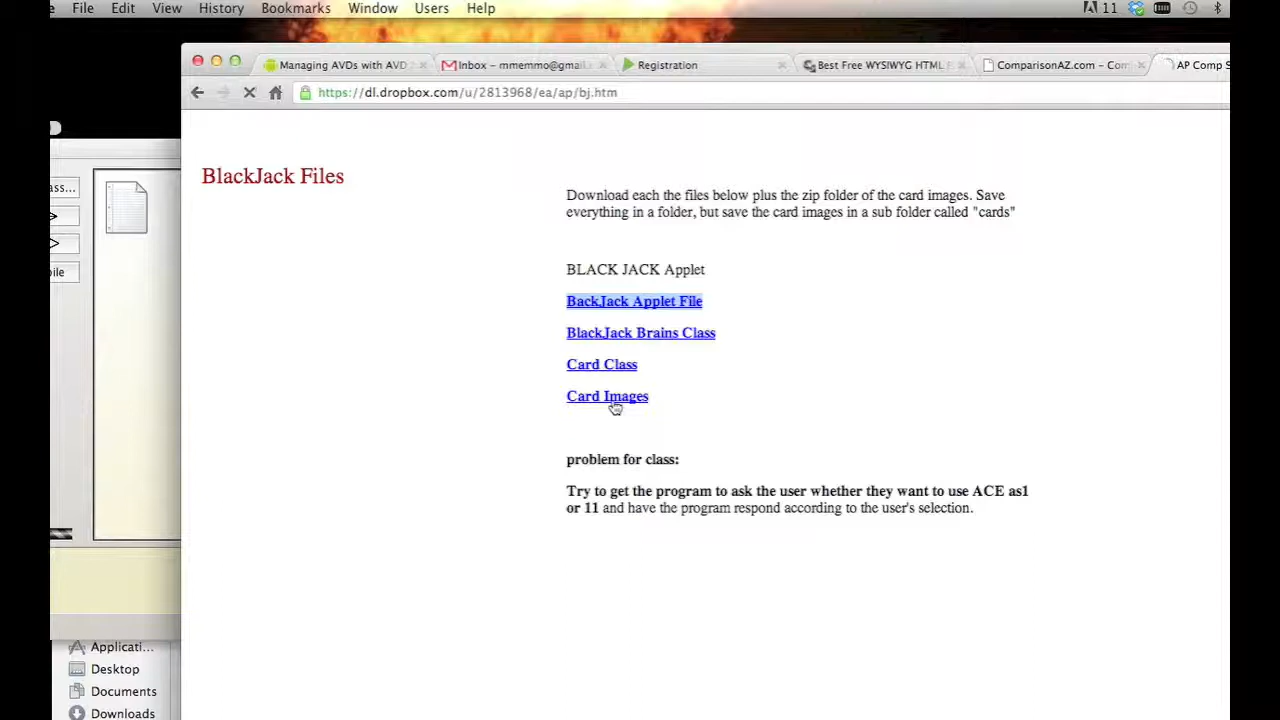 File Edit View History Bookmarks Window Users Help
11
Managing AVDs with AVD
Inbox – mmemmo@gmail.
Registration
Best Free WYSIWYG HTML
ComparisonAZ.com – Com
AP Comp S
https://dl.dropbox.com/u/2813968/ea/ap/bj.htm
ass...
BlackJack Files
Download each the files below plus the zip folder of the card images. Save
everything in a folder, but save the card images in a sub folder called "cards"
BLACK JACK Applet
BackJack Applet File
BlackJack Brains Class
Card Class
Card Images
problem for class:
Try to get the program to ask the user whether they want to use ACE as1
or 11 and have the program respond according to the user's selection.
pile
Applicati...
Desktop
Documents
Downloads